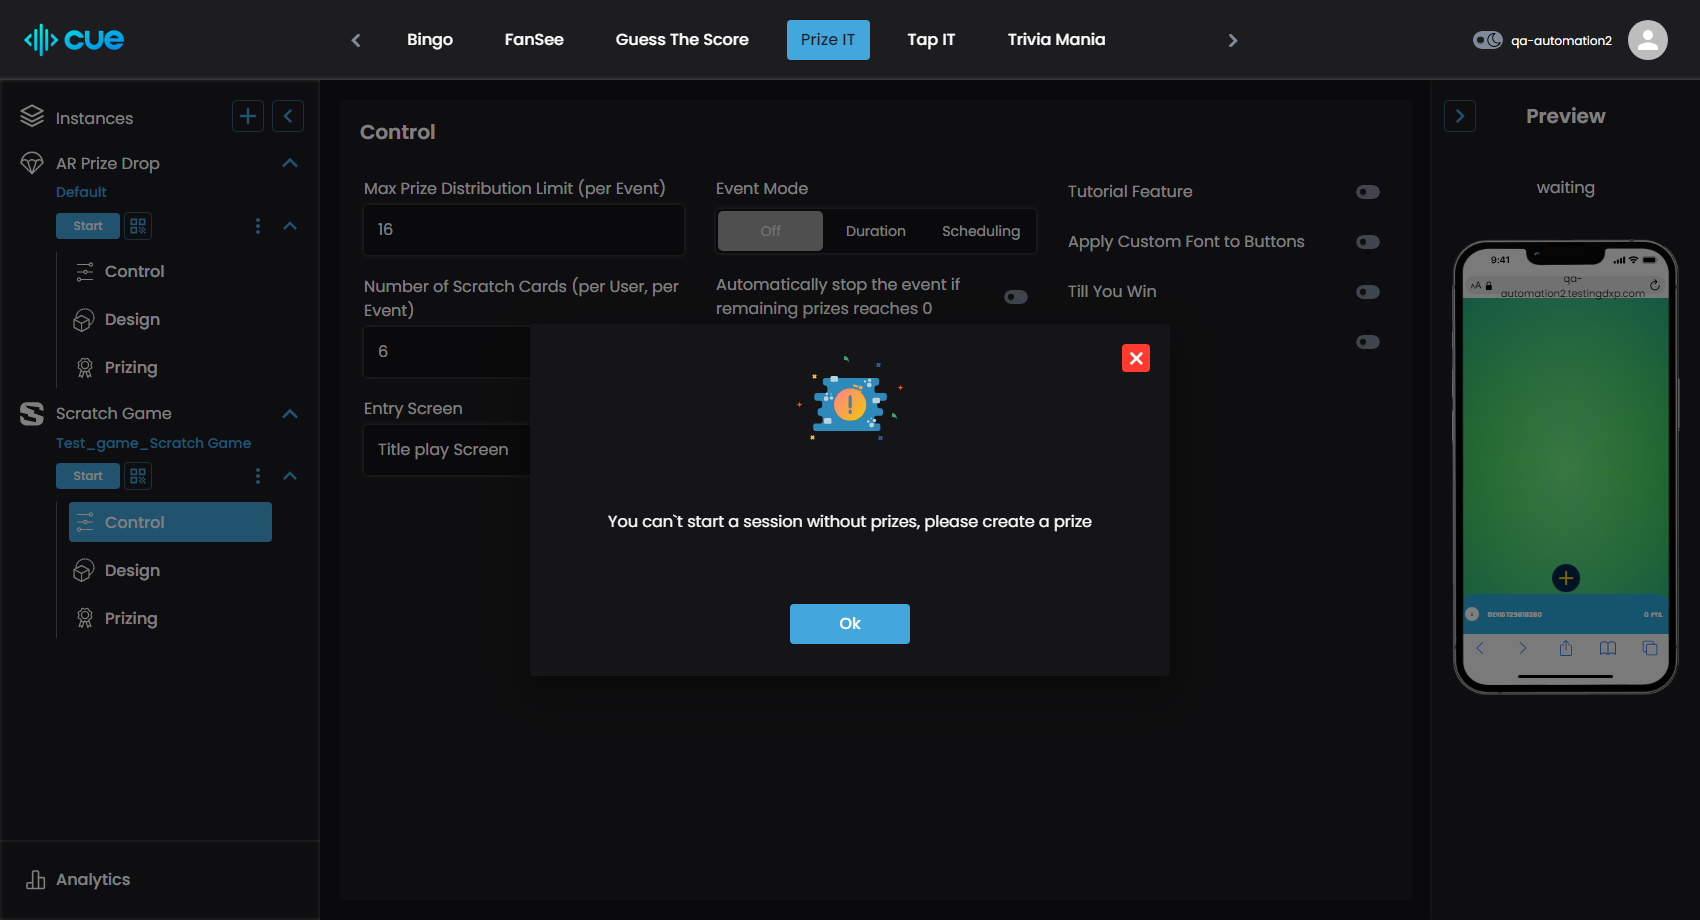 cue
Bingo
FanSee
Guess The Score
Prize IT
Tap IT
Trivia Mania
qa-automation2
Instances
AR Prize Drop
Default
Start
Control
Design
Prizing
Scratch Game
Test_game_Scratch Game
Start
Control
Design
Prizing
Analytics
Control
Max Prize Distribution Limit (per Event)
16
Number of Scratch Cards (per User, per
Event)
6
Entry Screen
Title play Screen
Event Mode
Off
Duration
Scheduling
Automatically stop the event if
remaining prizes reaches 0
Tutorial Feature
Apply Custom Font to Buttons
Till You Win
You can`t start a session without prizes, please create a prize
Ok
Preview
waiting
9:41
AA
qa-
automation2.testingdxp.com
0 PTS.